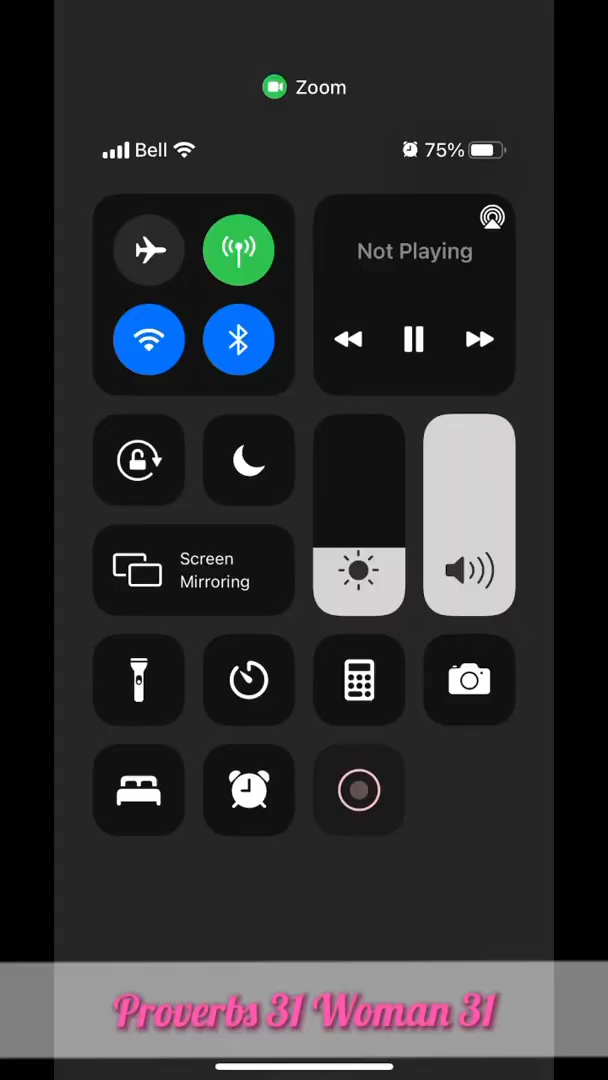 Zoom
Bell
75%
Not Playing
Screen
Mirroring
Proverbs 31 Woman 31